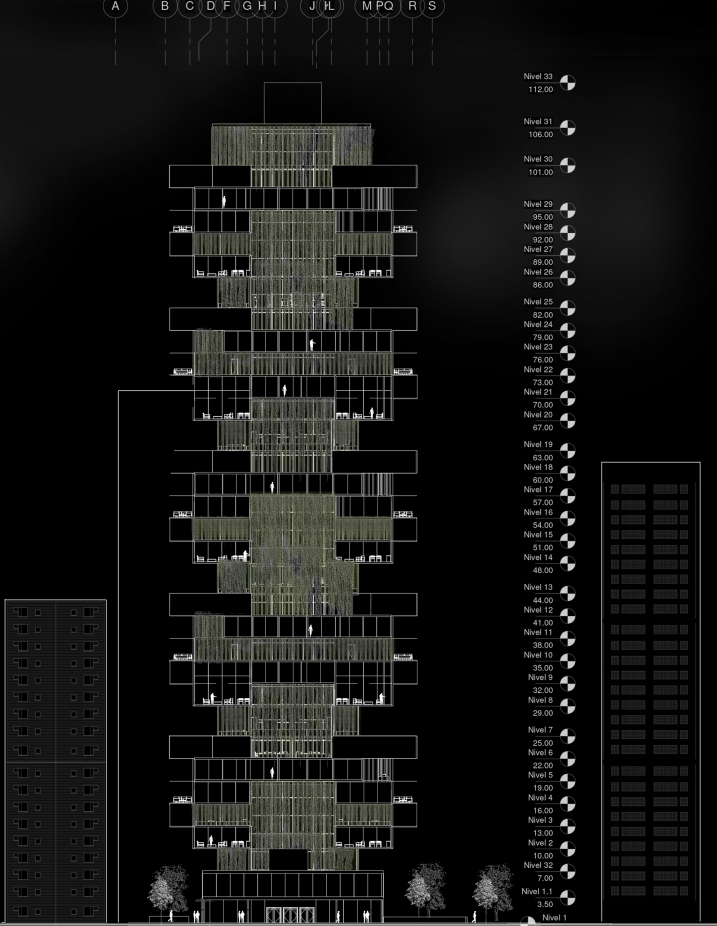 A B C D F G H I J K L M P Q R S
Nivel 33
112.00
Nivel 31
106.00
Nivel 30
101.00
Nivel 29
95.00
Nivel 28
92.00
Nivel 27
89.00
Nivel 26
86.00
Nivel 25
82.00
Nivel 24
79.00
Nivel 23
76.00
Nivel 22
73.00
Nivel 21
70.00
Nivel 20
67.00
Nivel 19
63.00
Nivel 18
60.00
Nivel 17
57.00
Nivel 16
54.00
Nivel 15
51.00
Nivel 14
48.00
Nivel 13
44.00
Nivel 12
41.00
Nivel 11
38.00
Nivel 10
35.00
Nivel 9
32.00
Nivel 8
29.00
Nivel 7
25.00
Nivel 6
22.00
Nivel 5
19.00
Nivel 4
16.00
Nivel 3
13.00
Nivel 2
10.00
Nivel 32
7.00
Nivel 1.1
3.50
Nivel 1